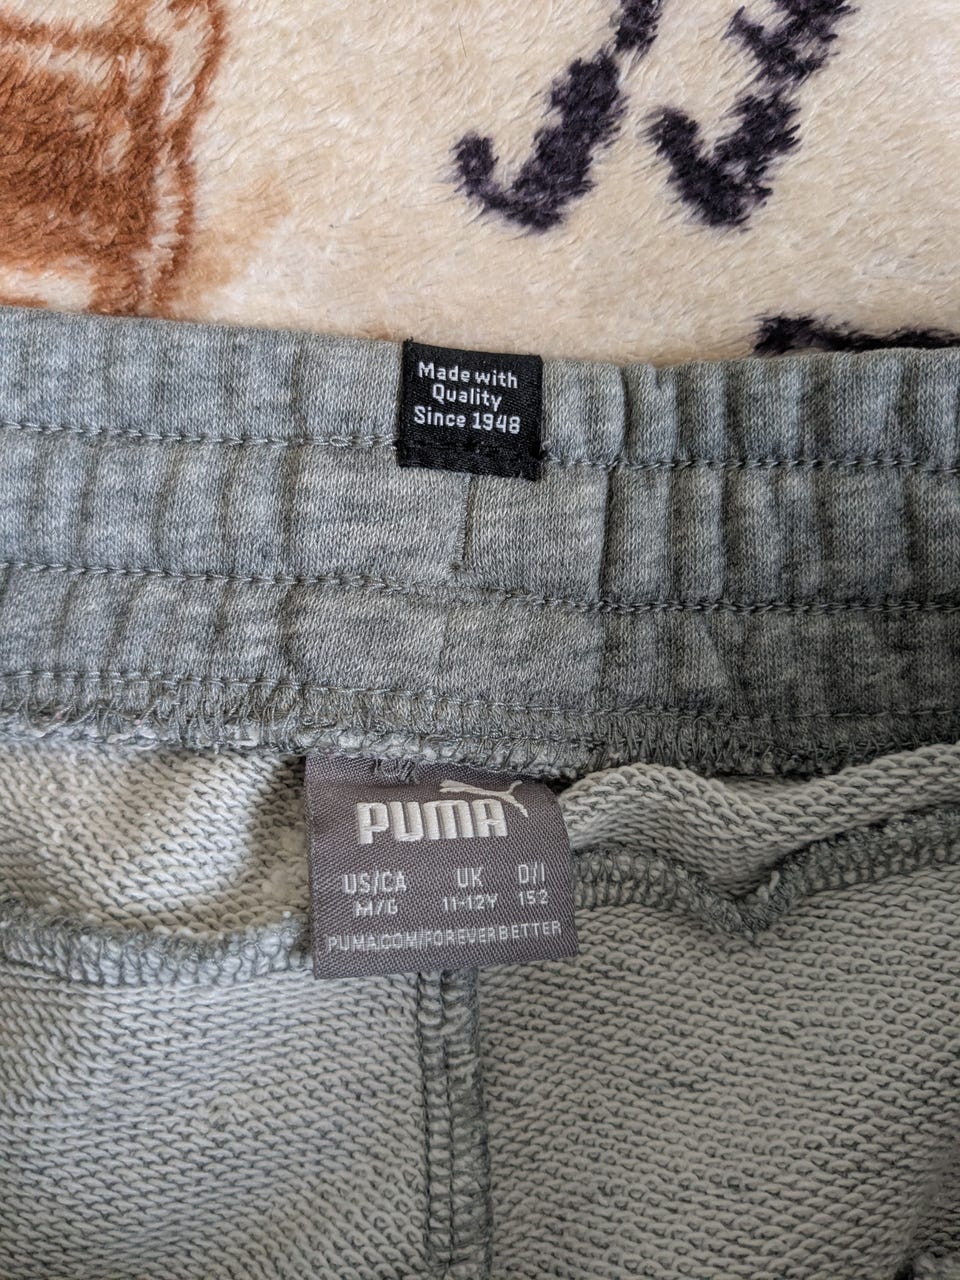 Made with
Quality
Since 1948
PUMA
US/CA UK D/I
M/G 11-12Y 152
PUMA.COM/FOREVERBETTER